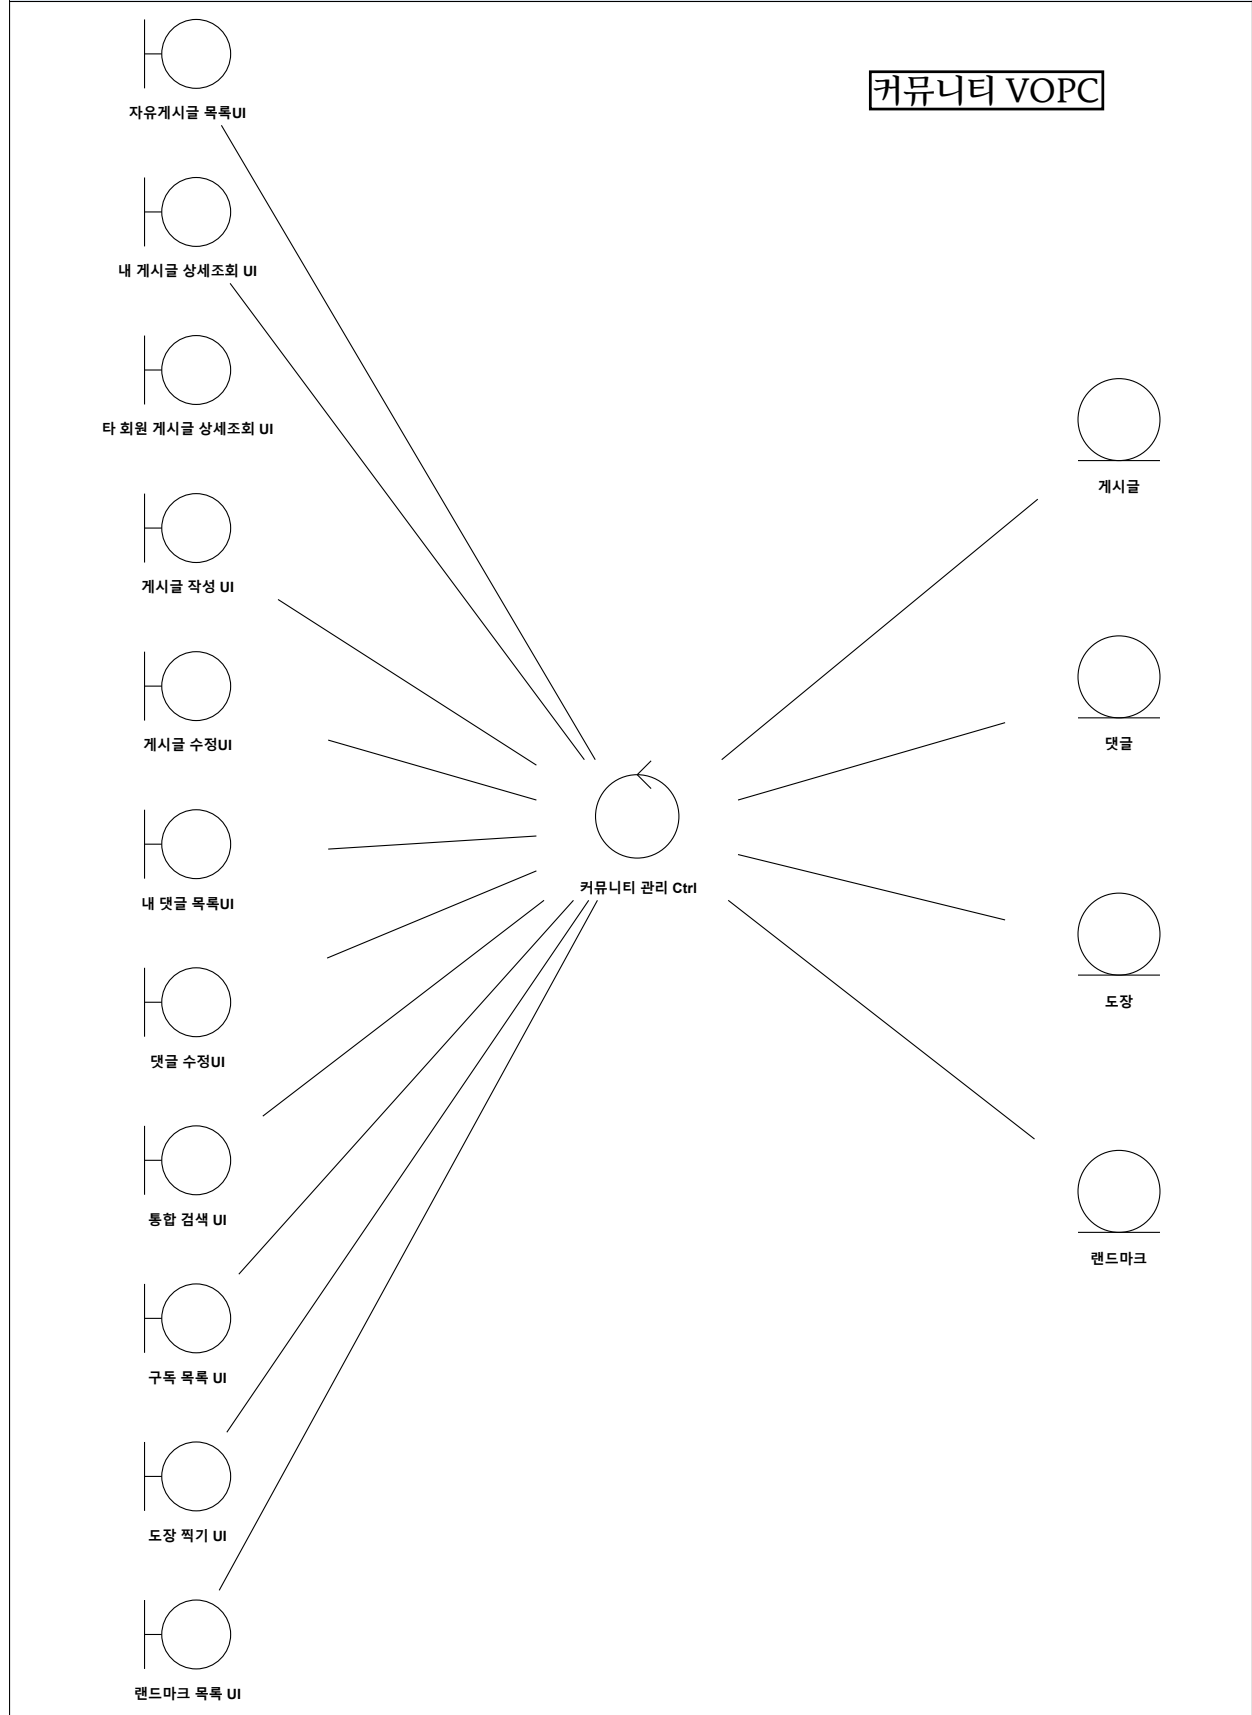 커뮤니티 VOPC
자유게시글 목록UI
내 게시글 상세조회 UI
타 회원 게시글 상세조회 UI
게시글 작성 UI
게시글 수정UI
내 댓글 목록UI
댓글 수정UI
통합 검색 UI
구독 목록 UI
도장 찍기 UI
랜드마크 목록 UI
커뮤니티 관리 Ctrl
게시글
댓글
도장
랜드마크